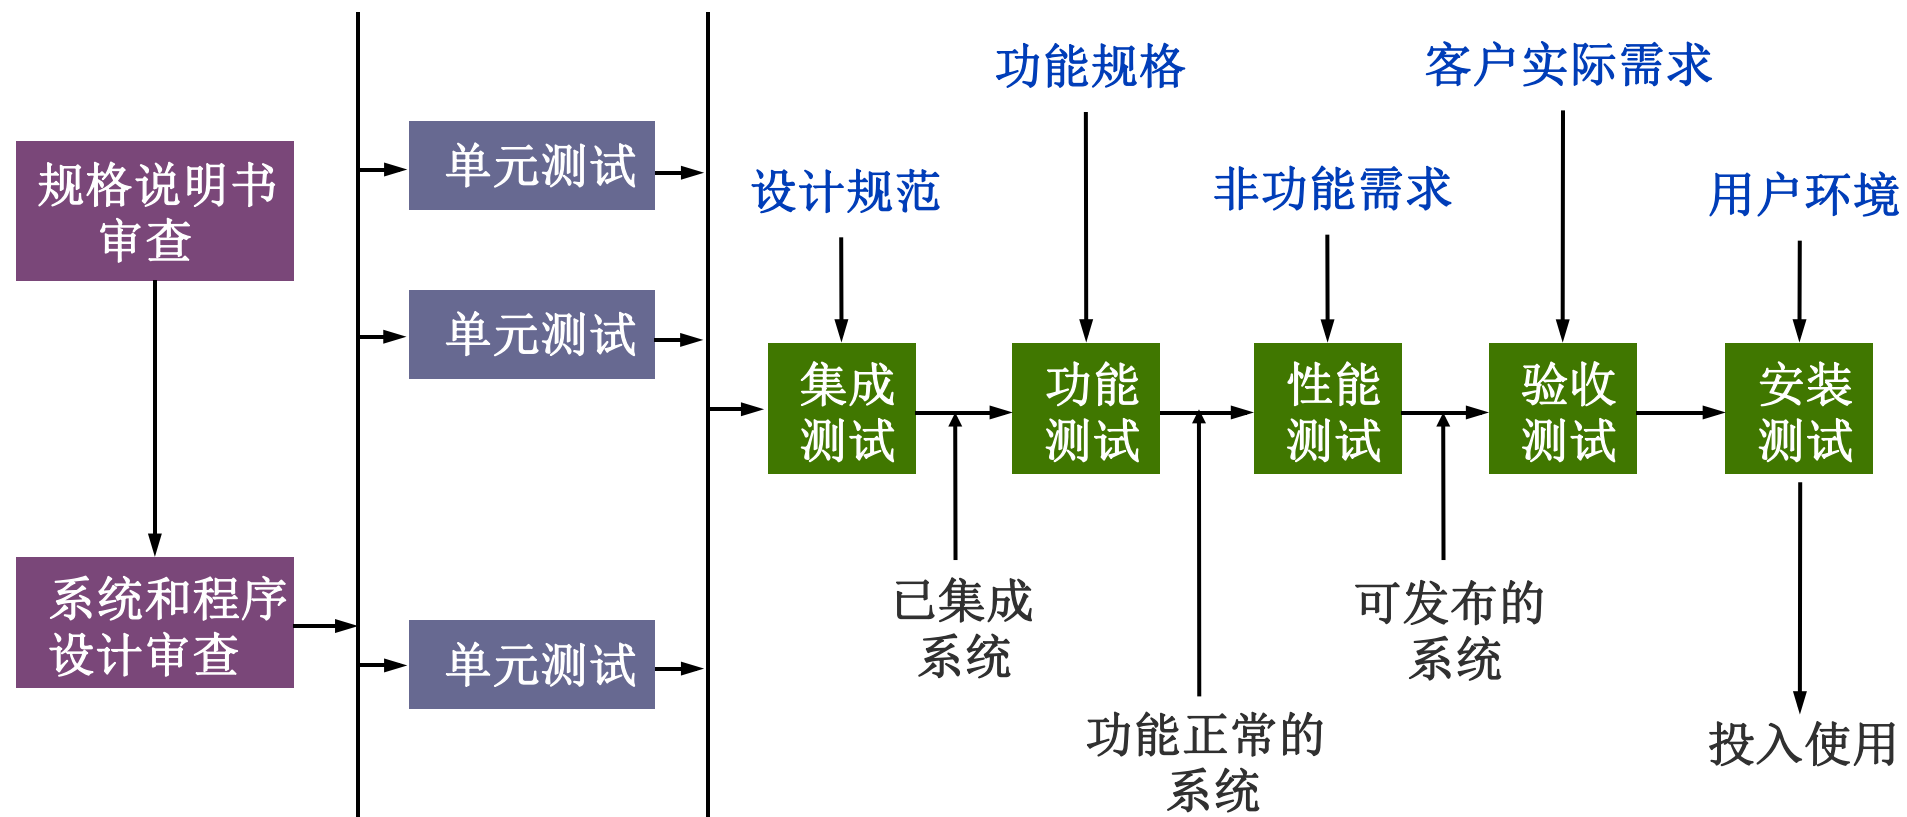 规格说明书
审查
系统和程序
设计审查
单元测试
单元测试
单元测试
设计规范
功能规格
非功能需求
客户实际需求
用户环境
集成
测试
功能
测试
性能
测试
验收
测试
安装
测试
已集成
系统
功能正常的
系统
可发布的
系统
投入使用